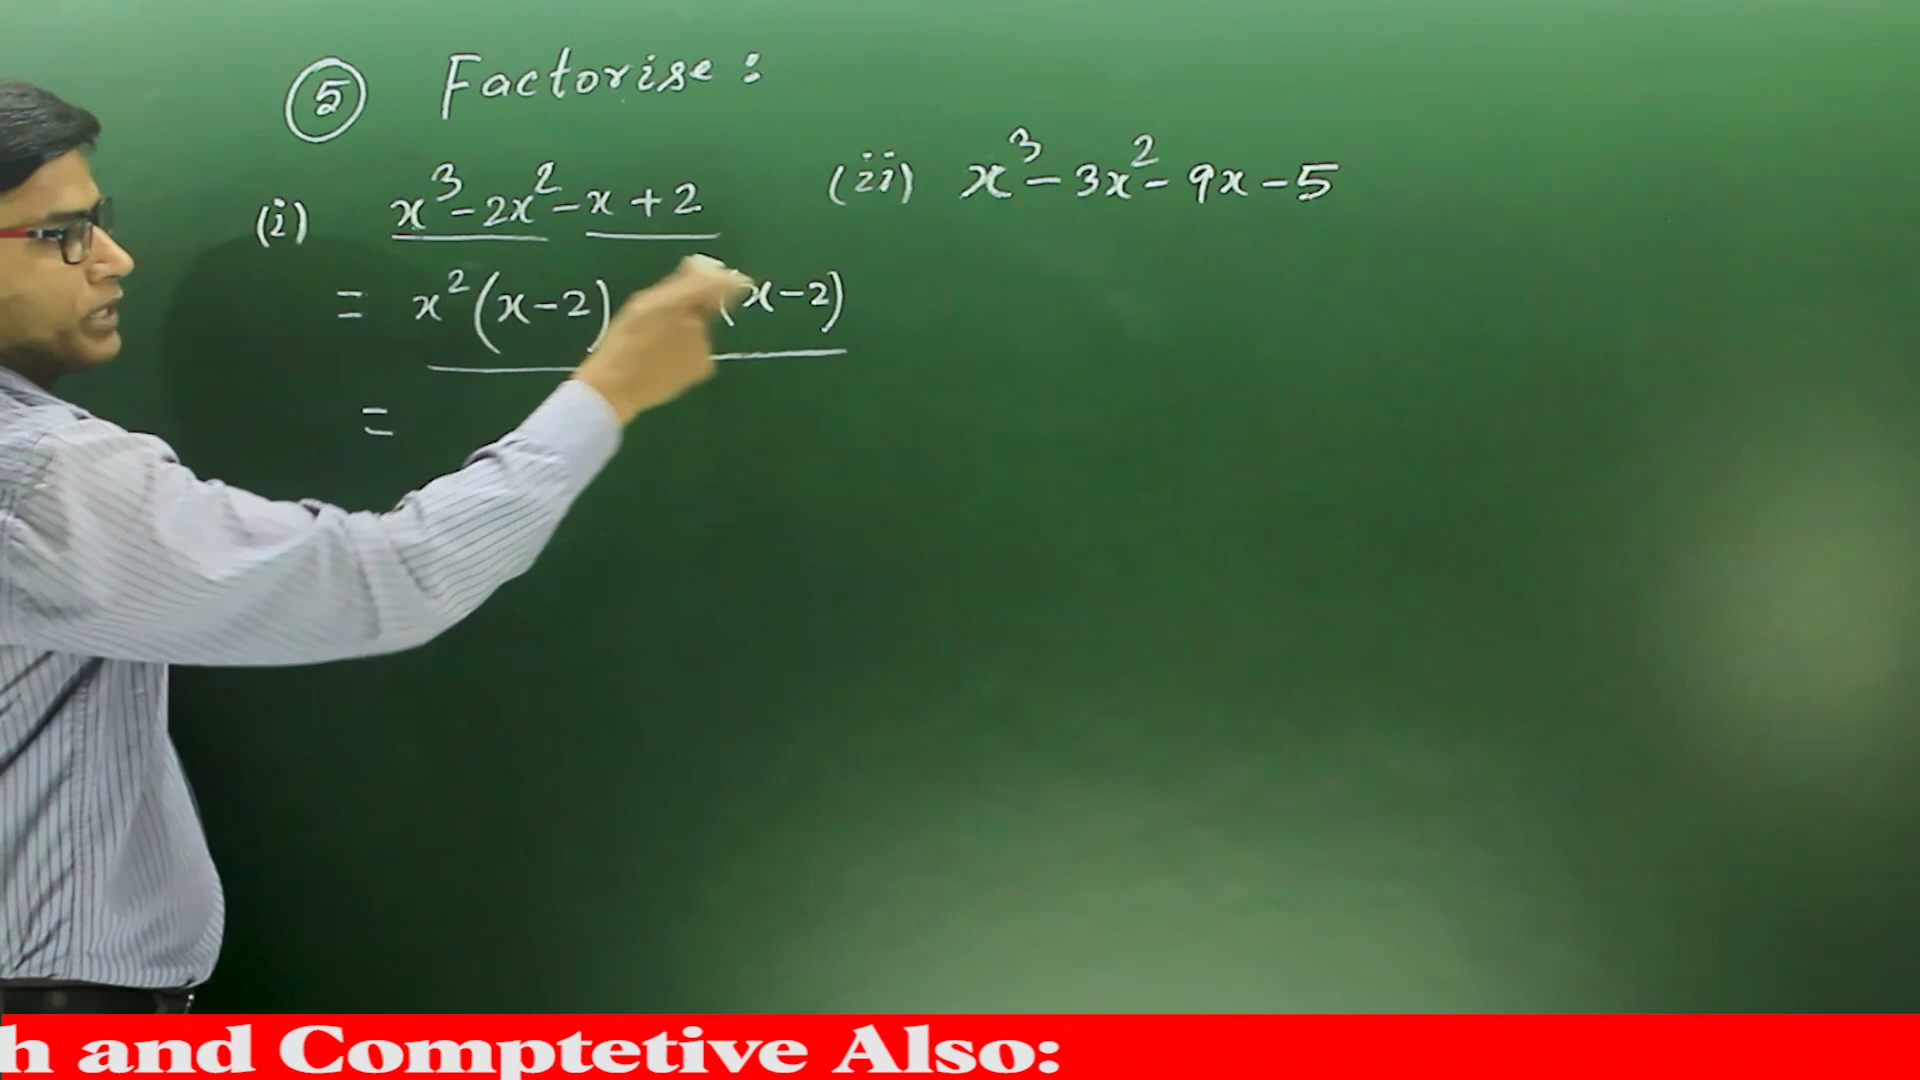 ⑤ Factorise :
(i) x³-2x²-x+2
(ii) x³-3x²-9x-5
= x²(x-2) (x-2)
=
h and Comptetive Also: